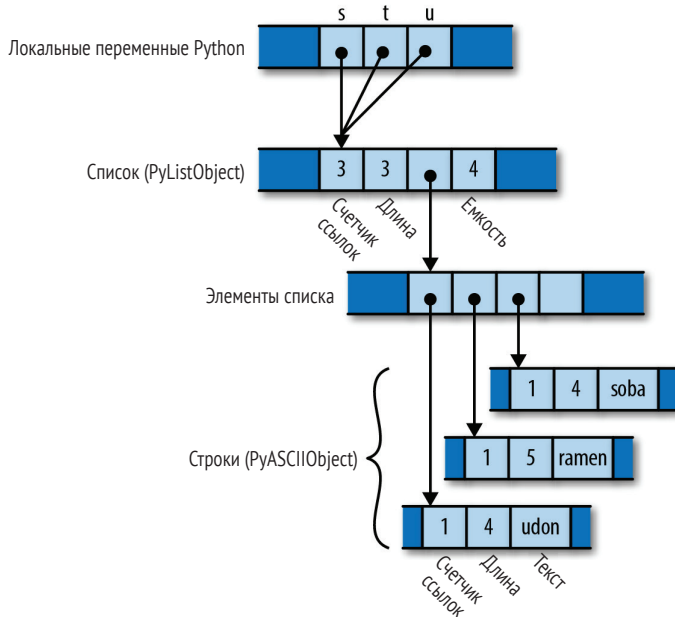 s t u
Локальные переменные Python
Список (PyListObject)
3 3 4
Счетчик
ссылок
Длина
Емкость
Элементы списка
1 4 soba
Строки (PyASCIIObject)
1 5 ramen
1 4 udon
Счетчик
ссылок
Длина
Текст